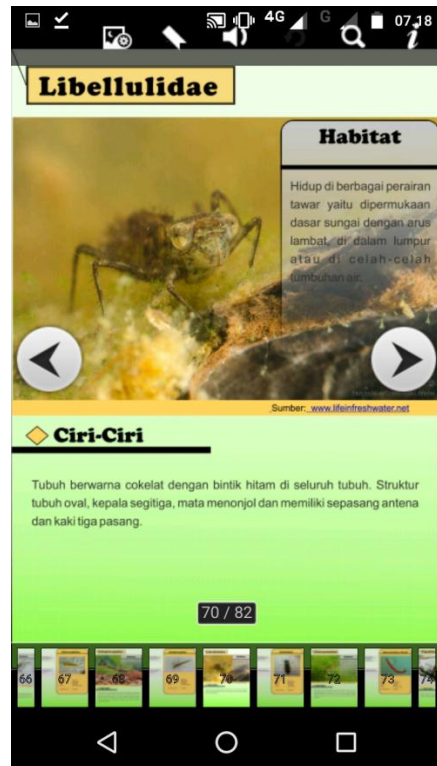 4G
G
07.18
Libellulidae
Habitat
Hidup di berbagai perairan
tawar yaitu dipermukaan
dasar sungai dengan arus
lambat, di dalam lumpur
atau di celah-celah
tumbuhan air.
Sumber: www.lifeinfreshwater.net
Ciri-Ciri
Tubuh berwarna cokelat dengan bintik hitam di seluruh tubuh. Struktur
tubuh oval, kepala segitiga, mata menonjol dan memiliki sepasang antena
dan kaki tiga pasang.
70 / 82
66 67 68 69 70 71 72 73 74